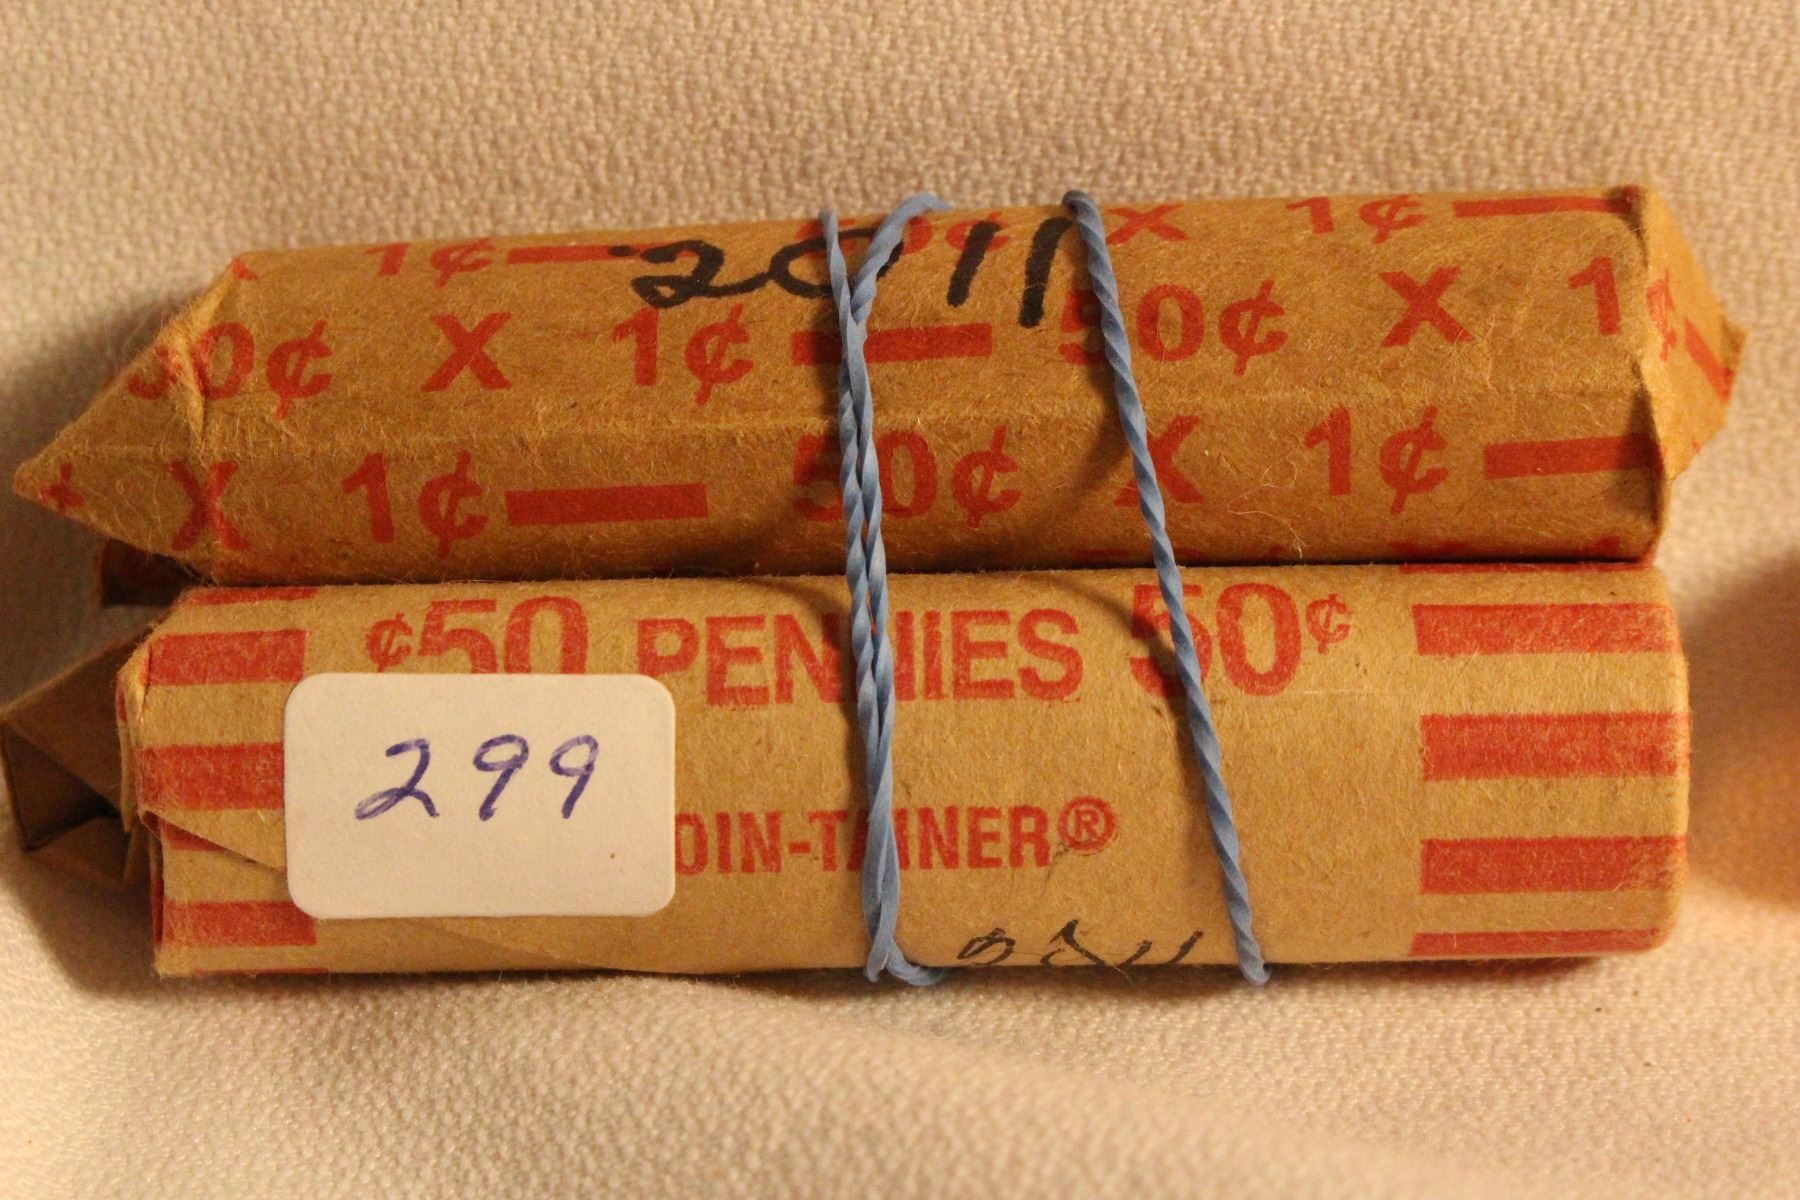 1¢ 50¢ X 1¢
2011
50¢ X 1¢ 50¢ X 1¢
X 1¢ 50¢ X 1¢
¢50 PENNIES 50¢
299
OIN-TAINER®